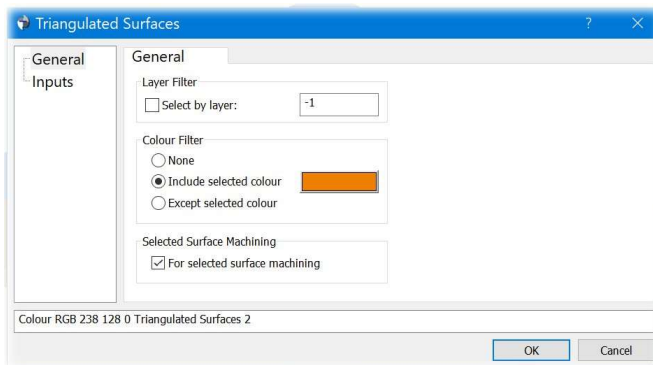 Triangulated Surfaces ?
General
Inputs
General
Layer Filter
Select by layer: -1
Colour Filter
None
Include selected colour
Except selected colour
Selected Surface Machining
For selected surface machining
Colour RGB 238 128 0 Triangulated Surfaces 2
OK Cancel